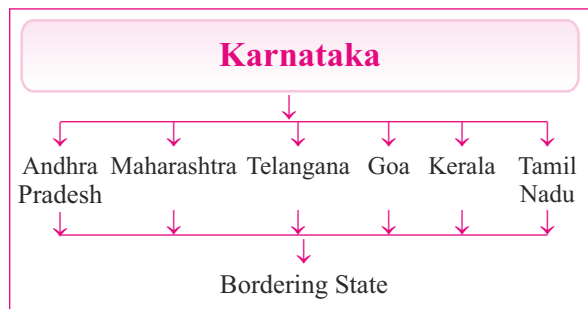 Karnataka
Andhra Maharashtra Telangana Goa Kerala Tamil
Pradesh Nadu
Bordering State